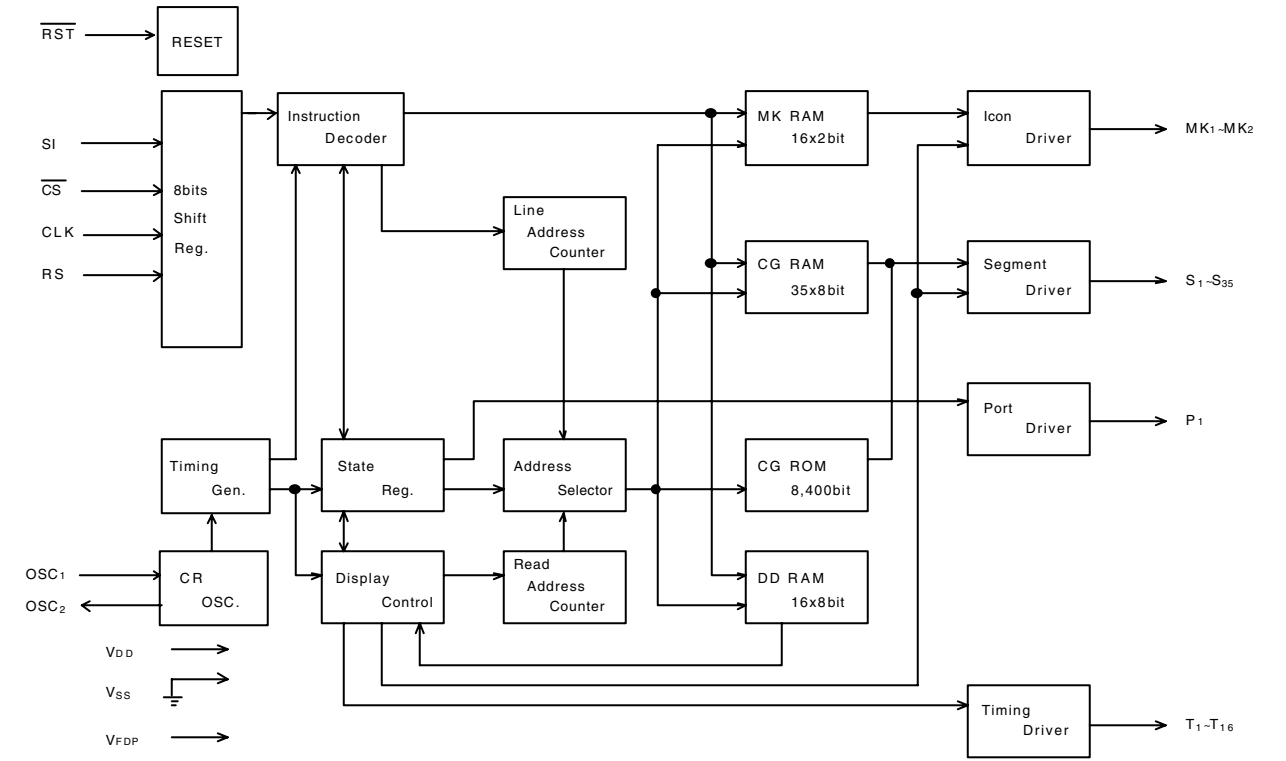 RST
RESET
SI
CS
CLK
RS
8bits
Shift
Reg.
Instruction
Decoder
Line
Address
Counter
MK RAM
16x2bit
Icon
Driver
MK1~MK2
CG RAM
35x8bit
Segment
Driver
S1~S35
Port
Driver
P1
Timing
Gen.
State
Reg.
Address
Selector
CG ROM
8,400bit
OSC1
OSC2
CR
OSC.
Display
Control
Read
Address
Counter
DD RAM
16x8bit
VDD
VSS
VFDP
Timing
Driver
T1~T16